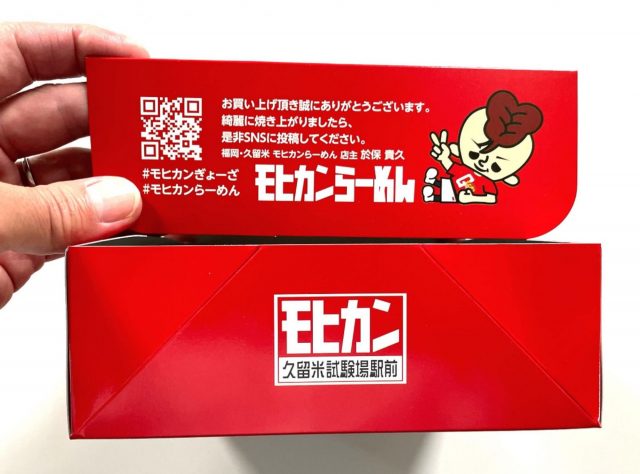 お買い上げ頂き誠にありがとうございます。
綺麗に焼き上がりましたら、
是非SNSに投稿してください。
福岡・久留米 モヒカンらーめん 店主 於保 貴久
#モヒカンぎょーざ
#モヒカンらーめん
モヒカンらーめん
モヒカン
久留米試験場駅前